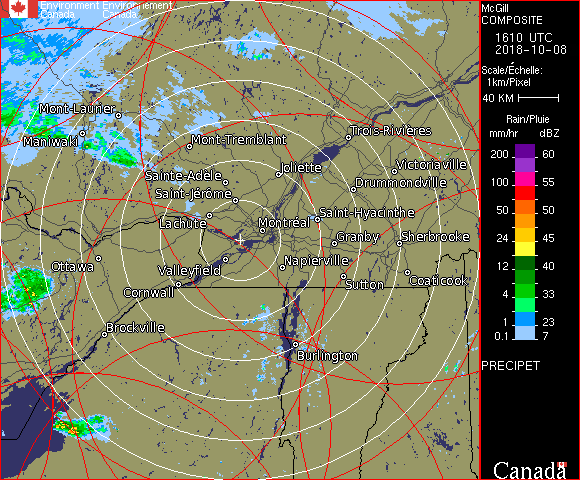 Environment Environnement
Canada Canada
McGill
COMPOSITE
1610 UTC
2018-10-08
Scale/Échelle:
1km/Pixel
40 KM
Rain/Pluie
mm/hr dBZ
200 60
55
100 55
50 50
24 45
12 40
4 33
1 23
0.1 7
PRECIPET
Canada
Mont-Laurier
Maniwaki
Mont-Tremblant
Trois-Rivières
Sainte-Adèle
Joliette
Victoriaville
Saint-Jérôme
Drummondville
Lachute
Montréal
Saint-Hyacinthe
Granby
Sherbrooke
Ottawa
Valleyfield
Napierville
Cornwall
Sutton
Coaticook
Brockville
Burlington